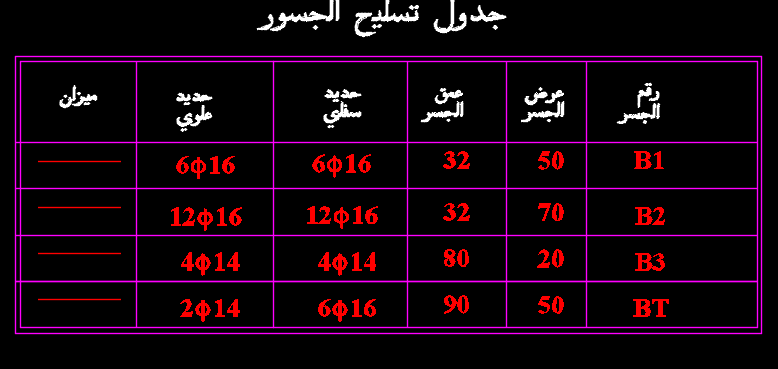 جدول تسليح الجسور
رقم الجسر عرض الجسر عمق الجسر حديد سفلي حديد علوي ميزان
B1 50 32 6ϕ16 6ϕ16
B2 70 32 12ϕ16 12ϕ16
B3 20 80 4ϕ14 4ϕ14
BT 50 90 6ϕ16 2ϕ14